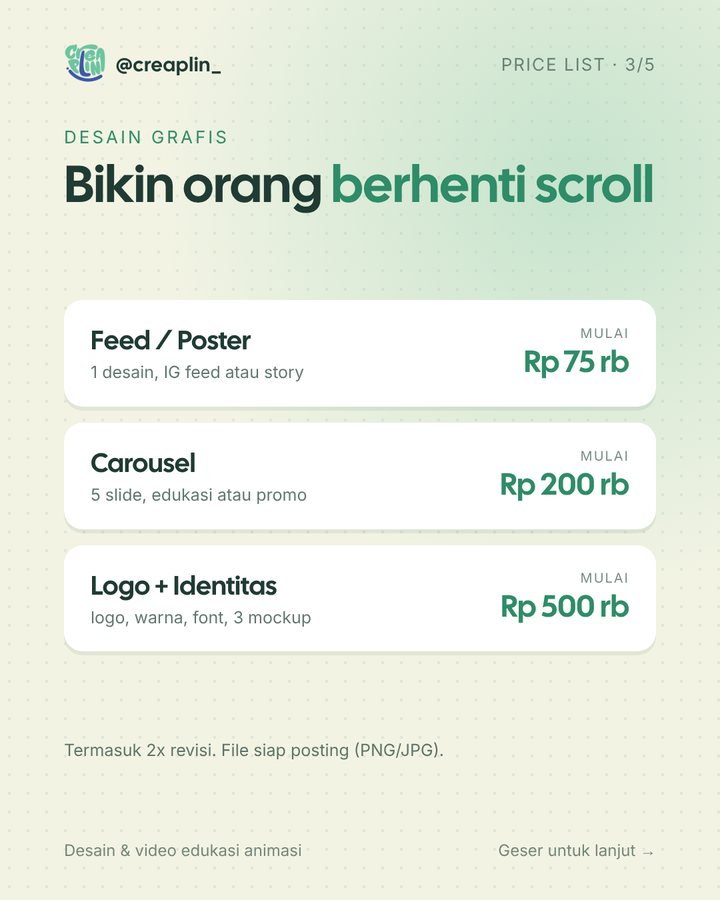 CREA
PLIN
@creaplin_
PRICE LIST · 3/5
DESAIN GRAFIS
Bikin orang berhenti scroll
Feed / Poster
1 desain, IG feed atau story
MULAI
Rp 75 rb
Carousel
5 slide, edukasi atau promo
MULAI
Rp 200 rb
Logo + Identitas
logo, warna, font, 3 mockup
MULAI
Rp 500 rb
Termasuk 2x revisi. File siap posting (PNG/JPG).
Desain & video edukasi animasi
Geser untuk lanjut →